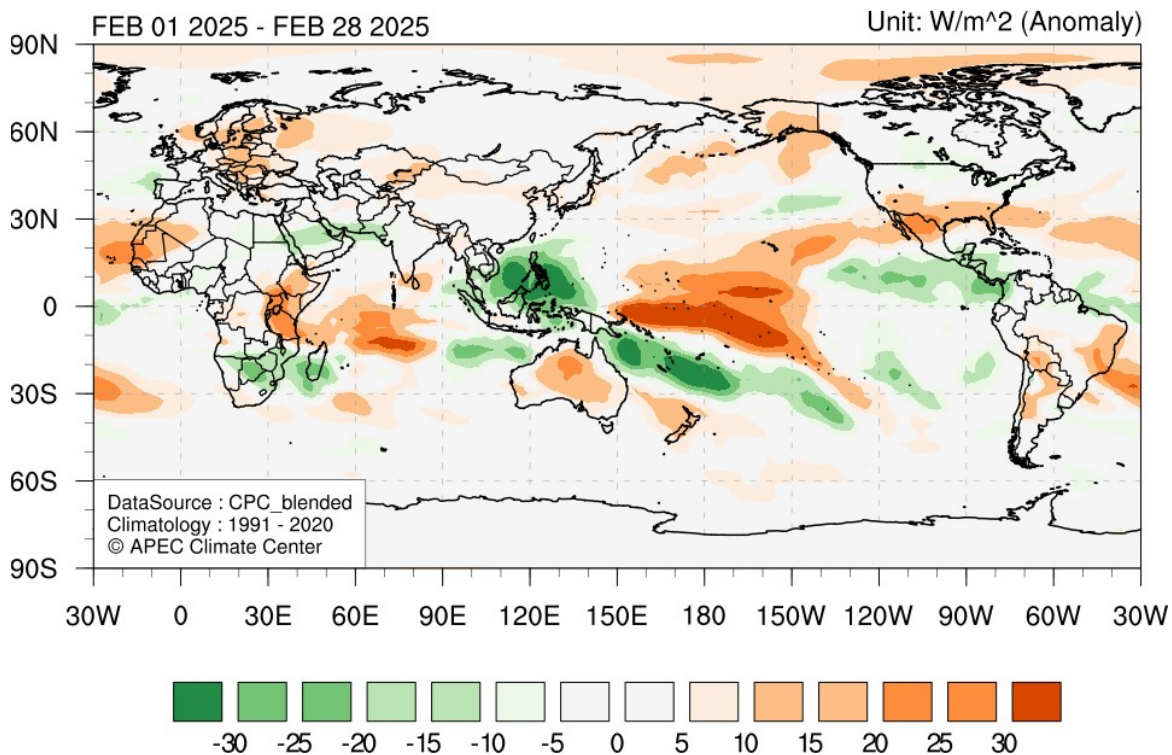 FEB 01 2025 - FEB 28 2025
Unit: W/m^2 (Anomaly)
90N
60N
30N
0
30S
60S
90S
DataSource : CPC_blended
Climatology : 1991 - 2020
© APEC Climate Center
30W 0 30E 60E 90E 120E 150E 180 150W 120W 90W 60W 30W
-30 -25 -20 -15 -10 -5 0 5 10 15 20 25 30